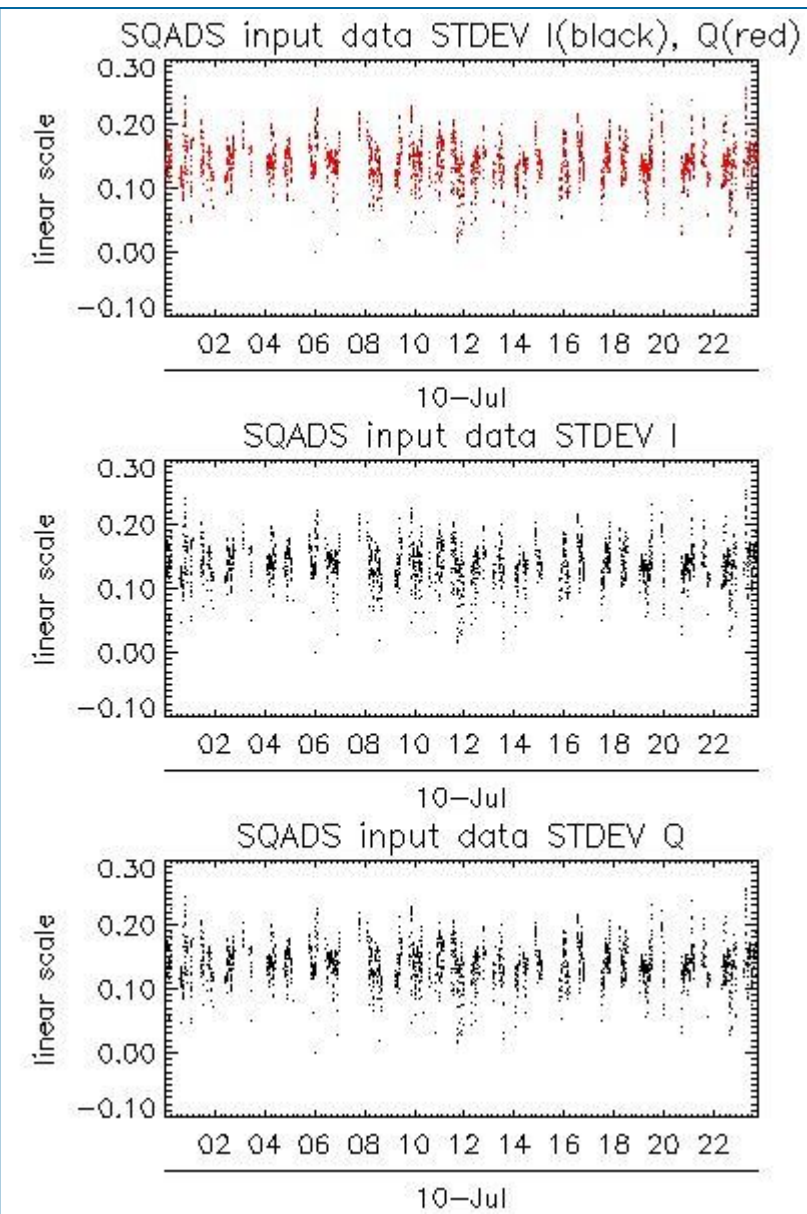 SQADS input data STDEV I(black), Q(red)
0.30
0.20
0.10
0.00
−0.10
linear scale
02 04 06 08 10 12 14 16 18 20 22
10−Jul
SQADS input data STDEV I
0.30
0.20
0.10
0.00
−0.10
linear scale
02 04 06 08 10 12 14 16 18 20 22
10−Jul
SQADS input data STDEV Q
0.30
0.20
0.10
0.00
−0.10
linear scale
02 04 06 08 10 12 14 16 18 20 22
10−Jul